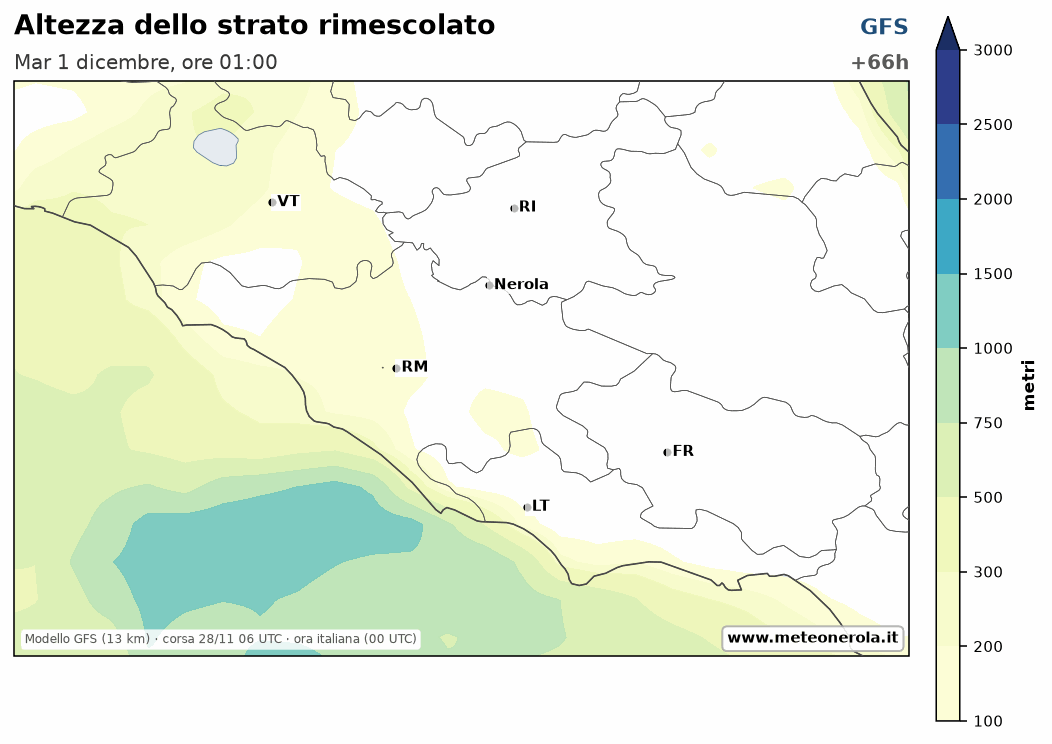 Altezza dello strato rimescolato
GFS
Mar 1 dicembre, ore 01:00
+66h
VT
RI
Nerola
RM
FR
LT
3000
2500
2000
1500
1000
750
500
300
200
100
metri
Modello GFS (13 km) · corsa 28/11 06 UTC · ora italiana (00 UTC)
www.meteonerola.it